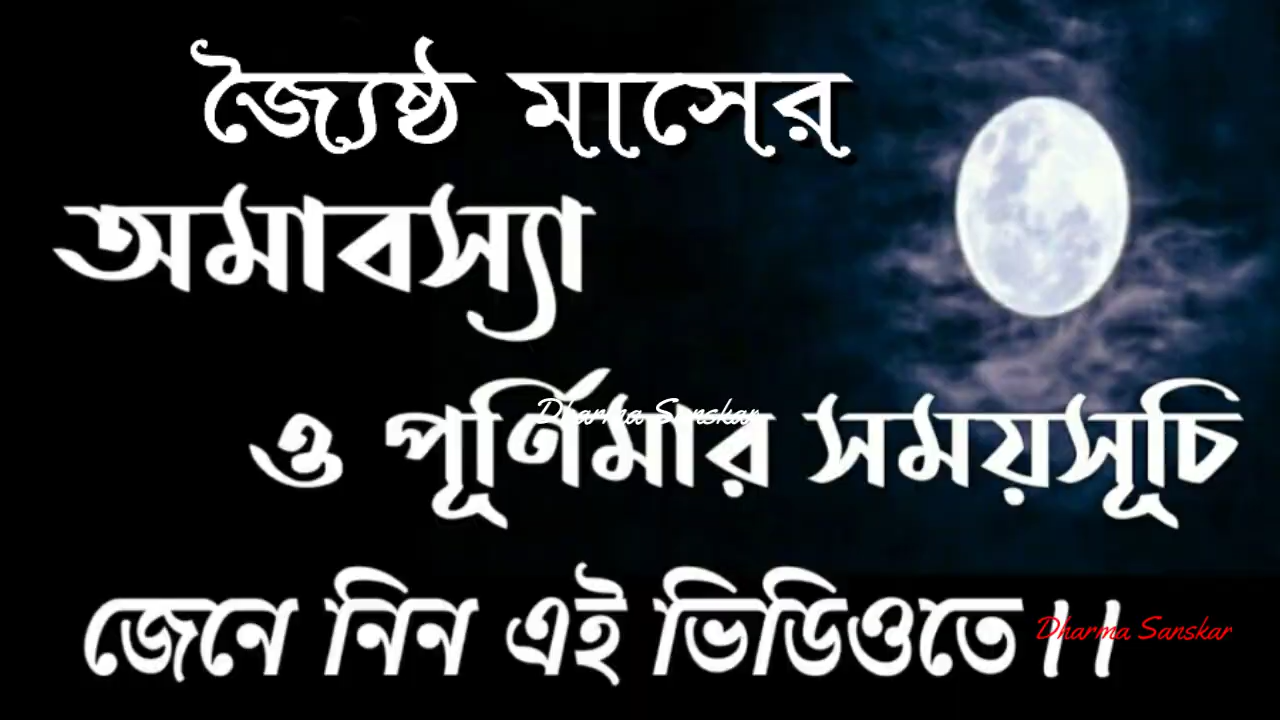 জ্যৈষ্ঠ মাসের
অমাবস্যা
ও পূর্ণিমার সময়সূচি
Dharma Sanskar
জেনে নিন এই ভিডিওতে।।
Dharma Sanskar